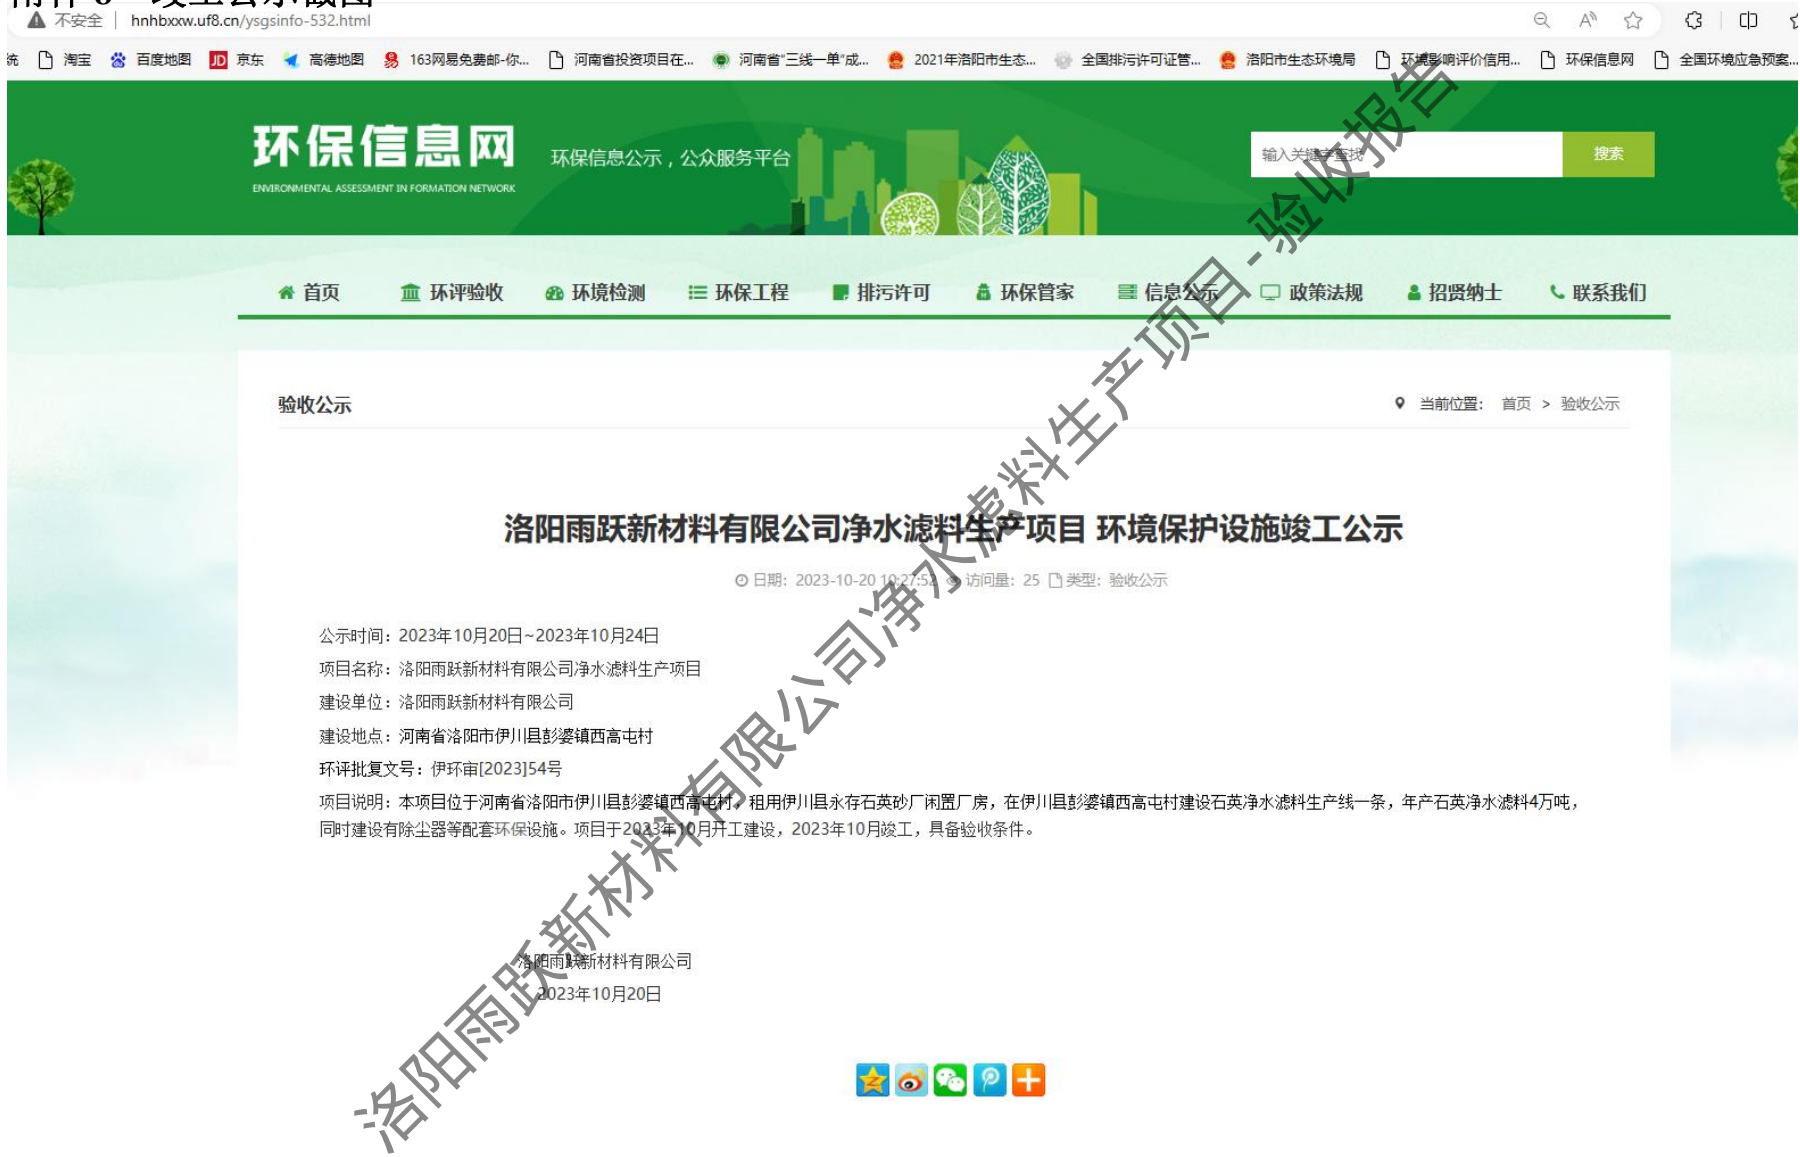 附件 6 竣工公示截图
不安全 | hnhbxxw.uf8.cn/ysgsinfo-532.html
统 淘宝 百度地图 京东 高德地图 163网易免费邮-你... 河南省投资项目在... 河南省"三线一单"成... 2021年洛阳市生态... 全国排污许可证管... 洛阳市生态环境局 环境影响评价信用... 环保信息网 全国环境应急预案...
环保信息网
ENVIRONMENTAL ASSESSMENT IN FORMATION NETWORK
环保信息公示，公众服务平台
输入关键字查找 搜索
首页 环评验收 环境检测 环保工程 排污许可 环保管家 信息公示 政策法规 招贤纳士 联系我们
验收公示
当前位置： 首页 > 验收公示
洛阳雨跃新材料有限公司净水滤料生产项目 环境保护设施竣工公示
日期：2023-10-20 10:27:52 访问量：25 类型：验收公示
公示时间：2023年10月20日~2023年10月24日
项目名称：洛阳雨跃新材料有限公司净水滤料生产项目
建设单位：洛阳雨跃新材料有限公司
建设地点：河南省洛阳市伊川县彭婆镇西高屯村
环评批复文号：伊环审[2023]54号
项目说明：本项目位于河南省洛阳市伊川县彭婆镇西高屯村，租用伊川县永存石英砂厂闲置厂房，在伊川县彭婆镇西高屯村建设石英净水滤料生产线一条，年产石英净水滤料4万吨，
同时建设有除尘器等配套环保设施。项目于2023年10月开工建设，2023年10月竣工，具备验收条件。
洛阳雨跃新材料有限公司
2023年10月20日
洛阳雨跃新材料有限公司净水滤料生产项目-验收报告